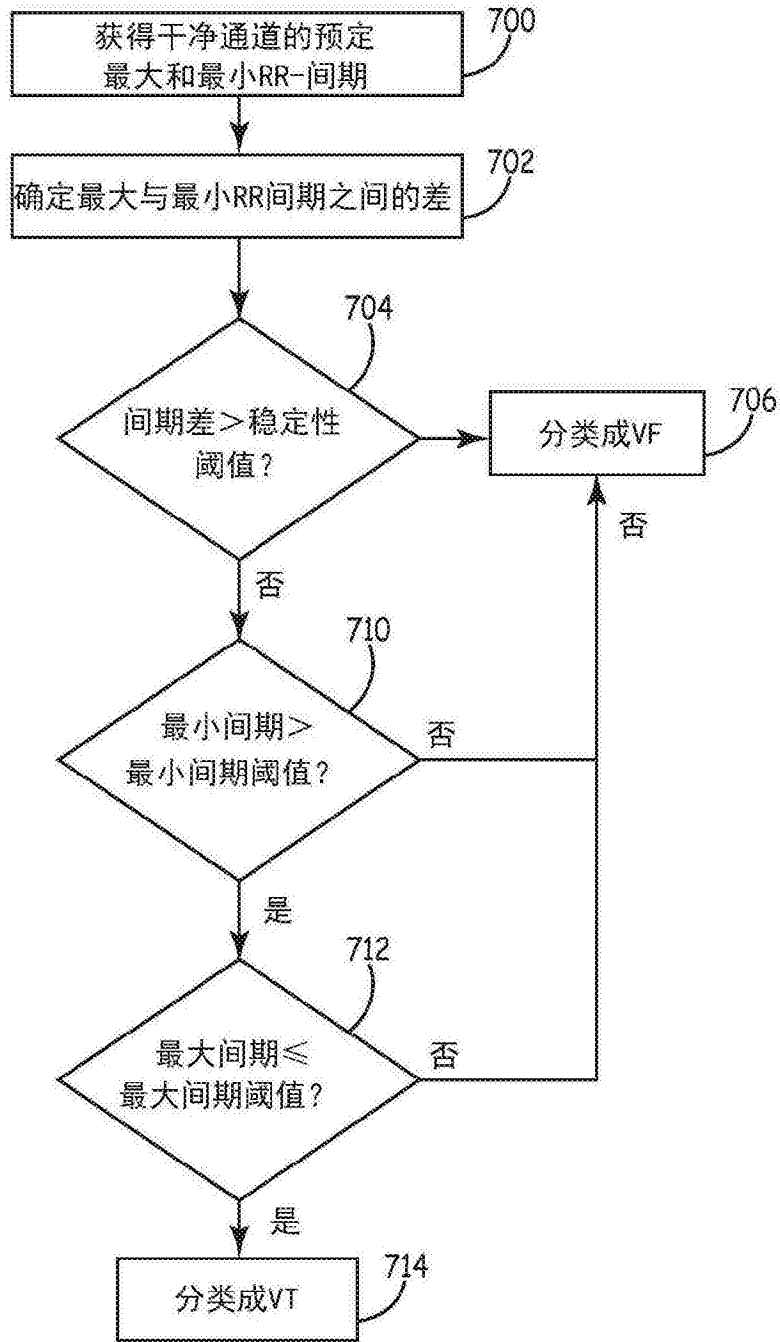 获得干净通道的预定
最大和最小RR-间期
700
确定最大与最小RR间期之间的差
702
704
间期差＞稳定性
阈值？
分类成VF
706
否
否
710
最小间期＞
最小间期阈值？
否
是
712
最大间期≤
最大间期阈值？
否
是
分类成VT
714